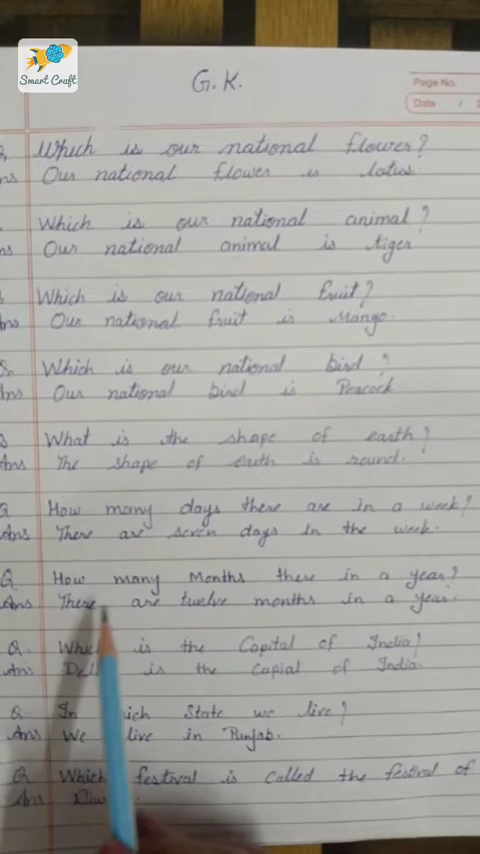 Smart Craft
G.K.
Page No.
Date
Which is our national flower?
Ans Our national flower is lotus.
Which is our national animal?
Ans Our national animal is tiger
Which is our national fruit?
Ans Our national fruit is Mango.
Which is our national bird?
Ans Our national bird is Peacock
What is the shape of earth?
Ans The shape of earth is round.
Q How many days there are in a week?
Ans There are seven days in the week.
Q. How many Months there in a year?
Ans There are twelve months in a year.
Q. is the Capital of India?
Ans is the Capial of India.
Q. In State we live?
Ans We live in Punjab.
Q Which festival is called the festival of
Ans